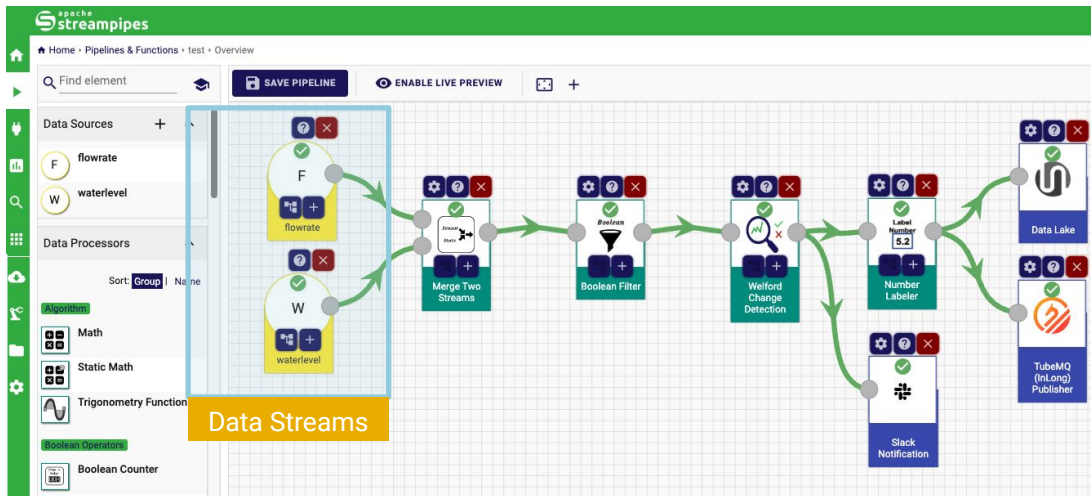 apache
streampipes
Home › Pipelines & Functions › test › Overview
Find element
SAVE PIPELINE
ENABLE LIVE PREVIEW
Data Sources
F
flowrate
W
waterlevel
Data Processors
Sort: Group | Name
Algorithm
Math
Static Math
Trigonometry Function
Boolean Operators
Boolean Counter
F
flowrate
W
waterlevel
Data Streams
Merge Two
Streams
Boolean
Boolean Filter
Welford
Change
Detection
Label
Number
5.2
Number
Labeler
Slack
Notification
Data Lake
TubeMQ
(InLong)
Publisher